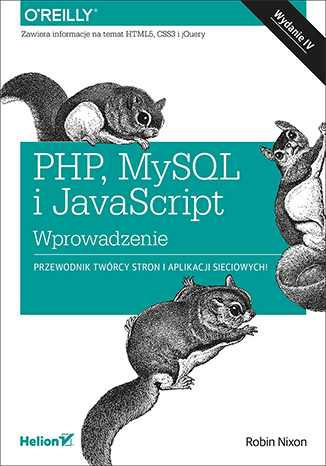 O'REILLY®
Zawiera informacje na temat HTML5, CSS3 i jQuery
Wydanie IV
PHP, MySQL
i JavaScript
Wprowadzenie
PRZEWODNIK TWÓRCY STRON I APLIKACJI SIECIOWYCH!
Helion
Robin Nixon